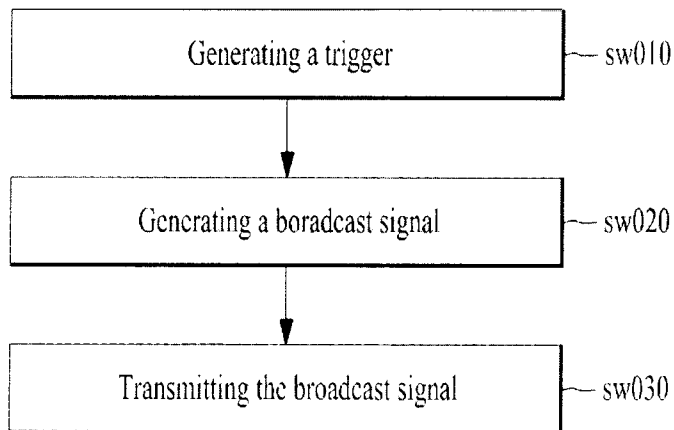 Generating a trigger sw010
Generating a boradcast signal sw020
Transmitting the broadcast signal sw030